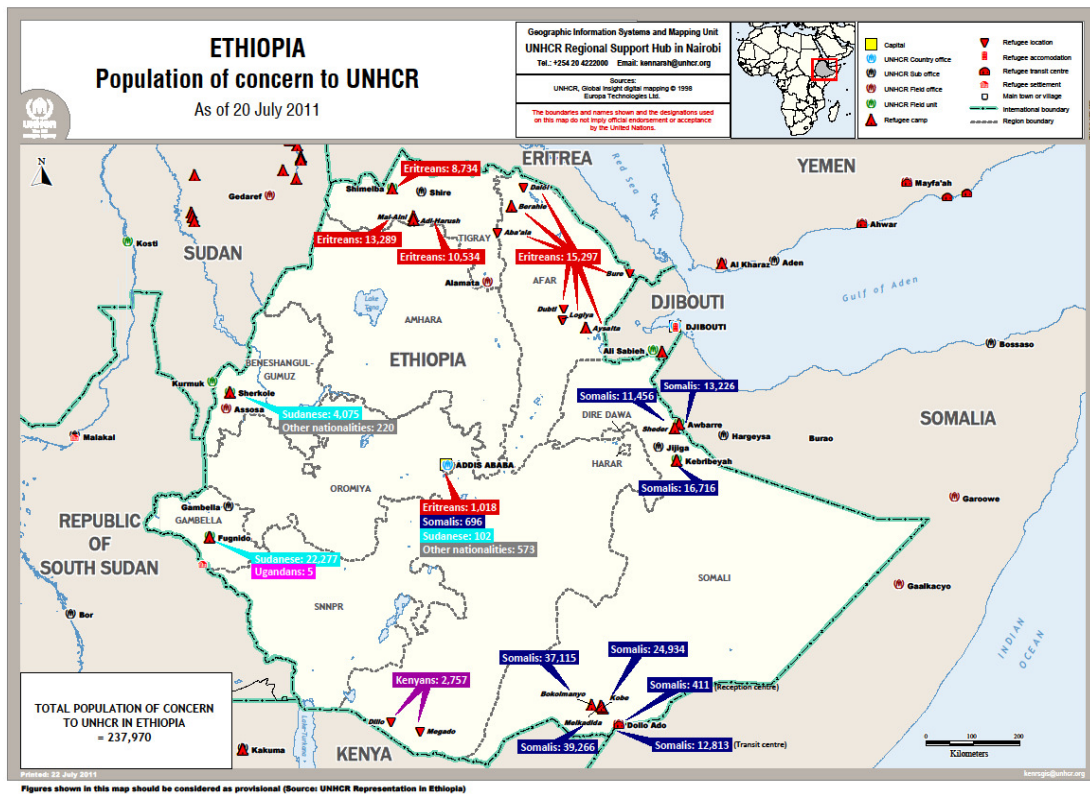 ETHIOPIA
Population of concern to UNHCR
As of 20 July 2011
UNHCR
Geographic Information Systems and Mapping Unit
UNHCR Regional Support Hub in Nairobi
Tel.: +254 20 4222000 Email: kennarsh@unhcr.org
Sources:
UNHCR, Global Insight digital mapping © 1998
Europa Technologies Ltd.
The boundaries and names shown and the designations used
on this map do not imply official endorsement or acceptance
by the United Nations.
Capital
UNHCR Country office
UNHCR Sub office
UNHCR Field office
UNHCR Field unit
Refugee camp
Refugee location
Refugee accomodation
Refugee transit centre
Refugee settlement
Main town or village
International boundary
Region boundary
N
ERITREA
Red Sea
YEMEN
Mayfa'ah
Ahwar
Al Kharaz
Aden
Gulf of Aden
Gedaref
Kosti
SUDAN
Shimelba
Eritreans: 8,734
Shire
Mai-Aini
Adi-Harush
Eritreans: 13,289
Eritreans: 10,534
TIGRAY
Dalol
Berahle
Aba'ala
Eritreans: 15,297
AFAR
Bure
Alamata
Dubti
Logiya
Aysaita
Lake
Tana
AMHARA
ETHIOPIA
DJIBOUTI
DJIBOUTI
Ali Sabieh
Bossaso
BENESHANGUL-
GUMUZ
Kurmuk
Sherkole
Assosa
Sudanese: 4,075
Other nationalities: 220
Malakal
Somalis: 13,226
Somalis: 11,456
DIRE DAWA
Sheder
Awbarre
Hargeysa
Burao
SOMALIA
Jijiga
HARAR
Kebribeyah
Somalis: 16,716
Garoowe
ADDIS ABABA
OROMIYA
Eritreans: 1,018
Somalis: 696
Sudanese: 102
Other nationalities: 573
Gambella
GAMBELLA
Fugnido
Sudanese: 22,277
Ugandans: 5
REPUBLIC
OF
SOUTH SUDAN
SNNPR
SOMALI
Gaalkacyo
Bor
INDIAN
OCEAN
Somalis: 37,115
Somalis: 24,934
Kenyans: 2,757
Bokolmanyo
Kobe
Somalis: 411
(Reception centre)
Melkadida
Dollo Ado
Dillo
Megado
Somalis: 39,266
Somalis: 12,813
(Transit centre)
TOTAL POPULATION OF CONCERN
TO UNHCR IN ETHIOPIA
= 237,970
Kakuma
KENYA
0 100 200
Kilometers
Printed: 22 July 2011
kenrsgis@unhcr.org
Figures shown in this map should be considered as provisional (Source: UNHCR Representation in Ethiopia)